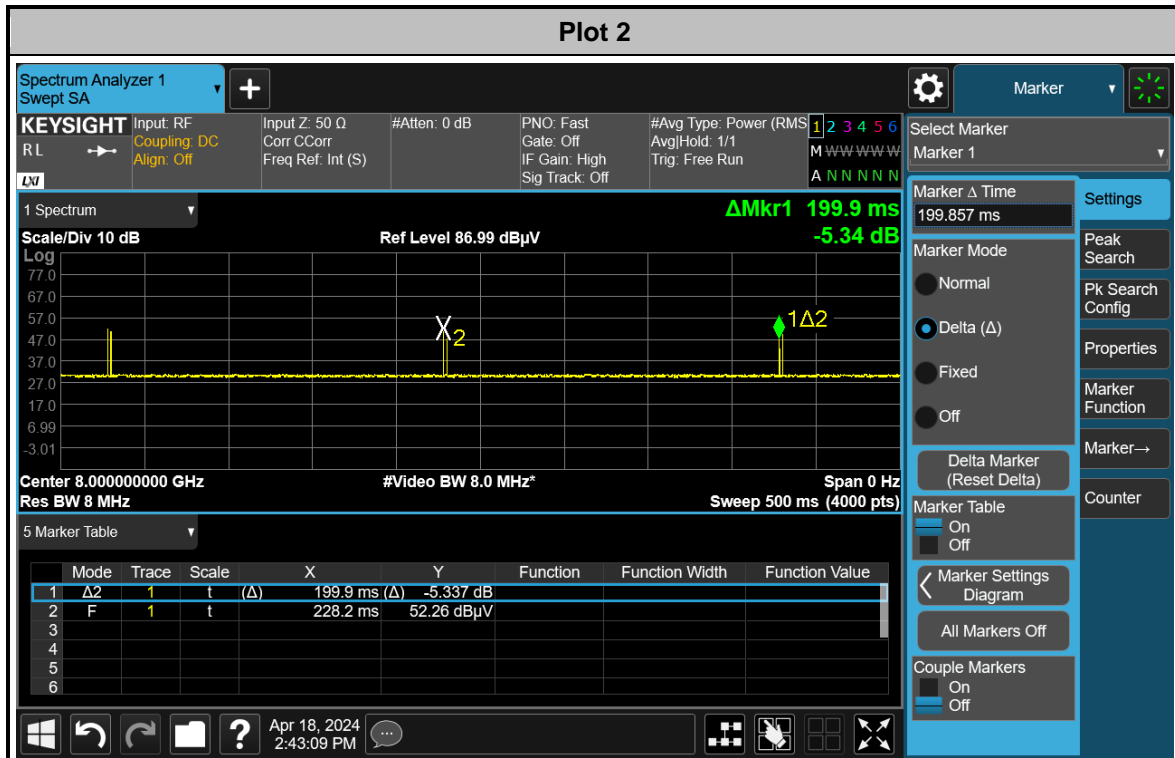 Plot 2
Spectrum Analyzer 1
Swept SA
Marker
KEYSIGHT
RL
LXI
Input: RF
Coupling: DC
Align: Off
Input Z: 50 Ω
Corr CCorr
Freq Ref: Int (S)
#Atten: 0 dB
PNO: Fast
Gate: Off
IF Gain: High
Sig Track: Off
#Avg Type: Power (RMS
Avg|Hold: 1/1
Trig: Free Run
1 2 3 4 5 6
M W W W W W
A N N N N N
Select Marker
Marker 1
1 Spectrum
ΔMkr1 199.9 ms
Scale/Div 10 dB Ref Level 86.99 dBµV -5.34 dB
Log
77.0
67.0
57.0
47.0
37.0
27.0
17.0
6.99
-3.01
2
1Δ2
Center 8.000000000 GHz #Video BW 8.0 MHz* Span 0 Hz
Res BW 8 MHz Sweep 500 ms (4000 pts)
5 Marker Table
Mode Trace Scale X Y Function Function Width Function Value
1 Δ2 1 t (Δ) 199.9 ms (Δ) -5.337 dB
2 F 1 t 228.2 ms 52.26 dBµV
3
4
5
6
Marker Δ Time
199.857 ms
Marker Mode
Normal
Delta (Δ)
Fixed
Off
Delta Marker
(Reset Delta)
Marker Table
On
Off
Marker Settings
Diagram
All Markers Off
Couple Markers
On
Off
Settings
Peak
Search
Pk Search
Config
Properties
Marker
Function
Marker→
Counter
?
Apr 18, 2024
2:43:09 PM